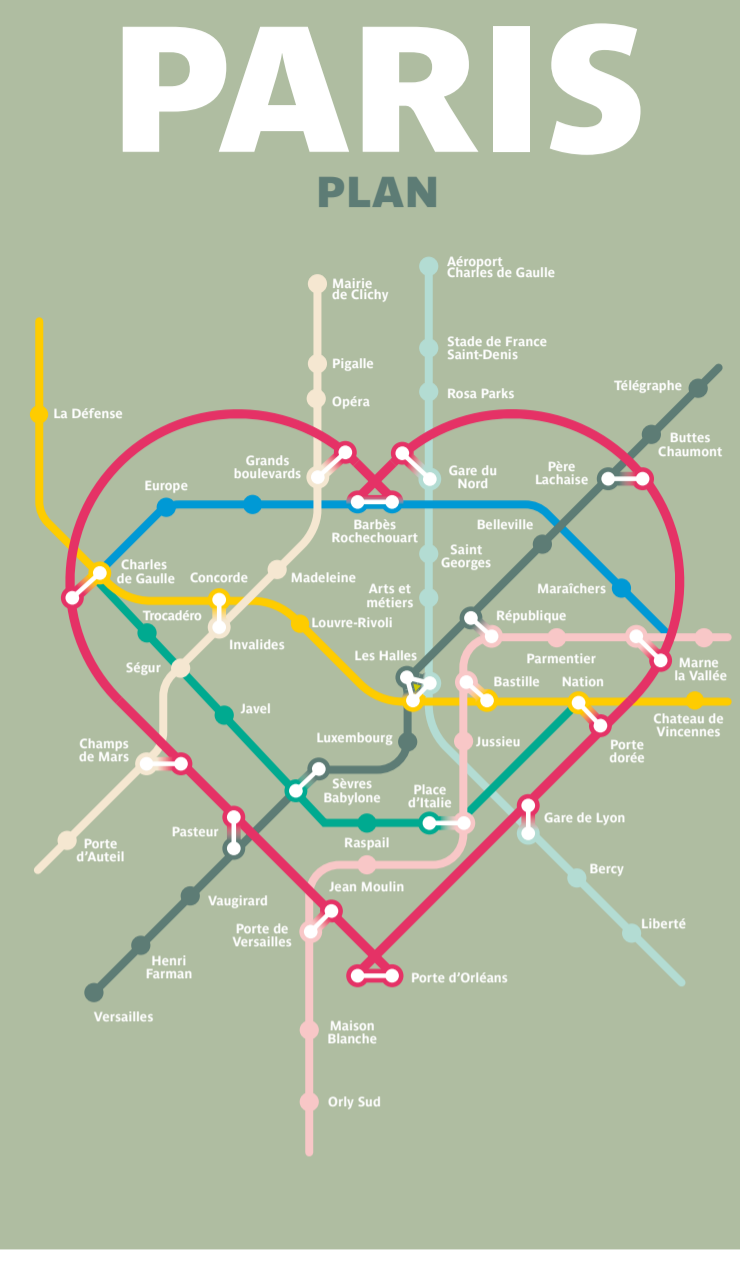 PARIS
PLAN
Aéroport
Charles de Gaulle
Mairie
de Clichy
Stade de France
Saint-Denis
Pigalle
Télégraphe
Rosa Parks
Opéra
La Défense
Buttes
Chaumont
Grands
boulevards
Gare du
Nord
Père
Lachaise
Europe
Barbès
Rochechouart
Belleville
Saint
Georges
Charles
de Gaulle
Concorde
Madeleine
Arts et
métiers
Maraîchers
Trocadéro
Louvre-Rivoli
République
Invalides
Les Halles
Parmentier
Marne
la Vallée
Ségur
Bastille
Nation
Javel
Chateau de
Vincennes
Champs
de Mars
Luxembourg
Jussieu
Porte
dorée
Sèvres
Babylone
Place
d'Italie
Pasteur
Gare de Lyon
Porte
d'Auteil
Raspail
Bercy
Jean Moulin
Vaugirard
Liberté
Porte de
Versailles
Henri
Farman
Porte d'Orléans
Versailles
Maison
Blanche
Orly Sud